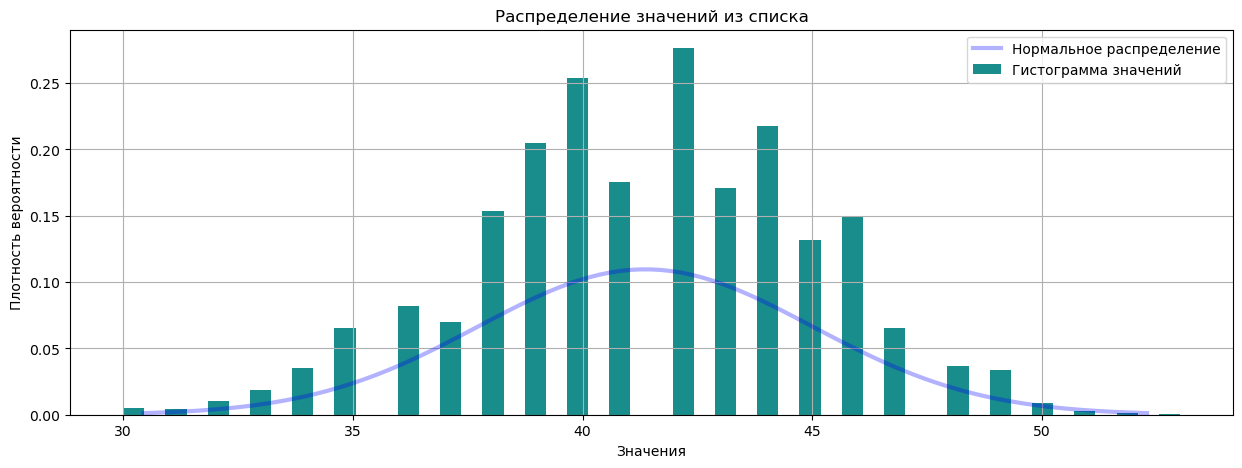 Распределение значений из списка
Нормальное распределение
Гистограмма значений
Плотность вероятности
0.25
0.20
0.15
0.10
0.05
0.00
30
35
40
45
50
Значения